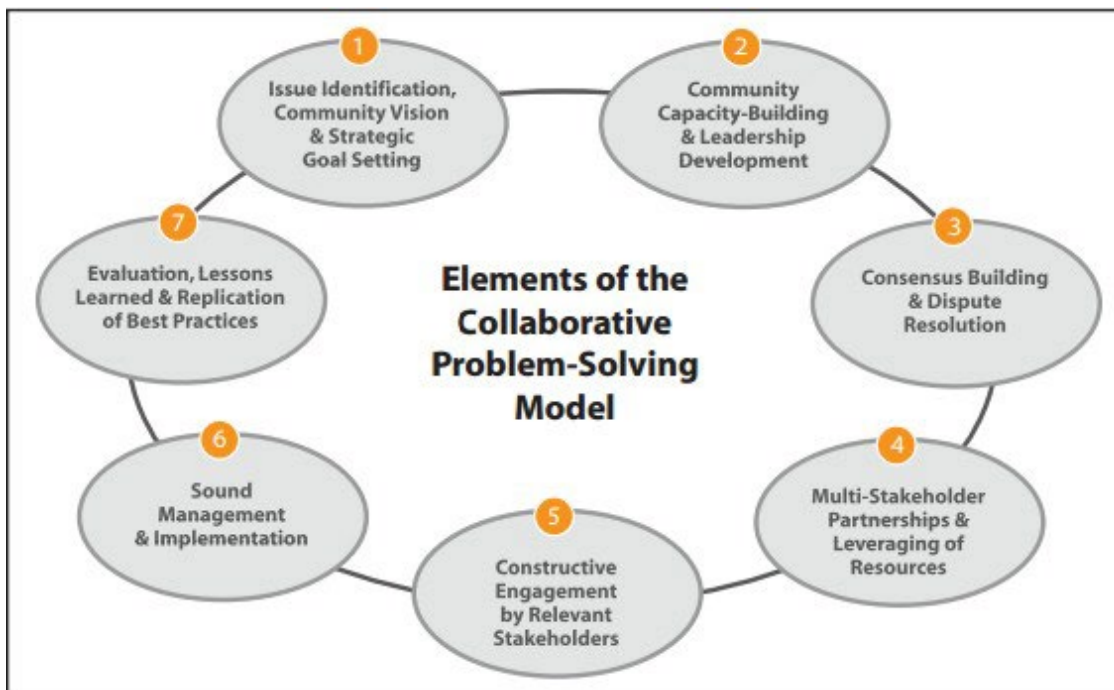 1
Issue Identification,
Community Vision
& Strategic
Goal Setting
2
Community
Capacity-Building
& Leadership
Development
3
Consensus Building
& Dispute
Resolution
4
Multi-Stakeholder
Partnerships &
Leveraging of
Resources
5
Constructive
Engagement
by Relevant
Stakeholders
6
Sound
Management
& Implementation
7
Evaluation, Lessons
Learned & Replication
of Best Practices
Elements of the
Collaborative
Problem-Solving
Model